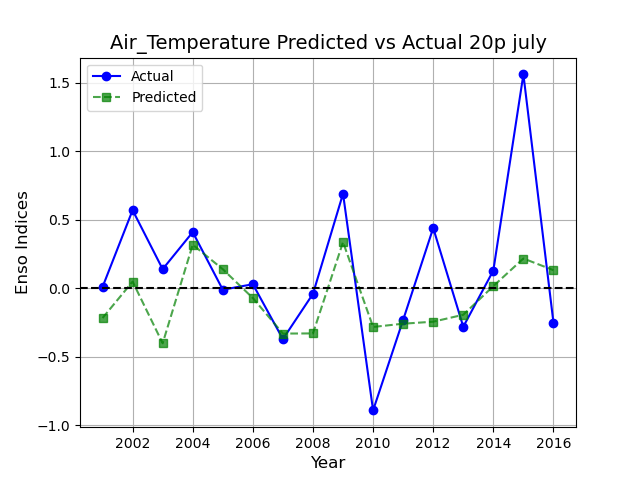 Air_Temperature Predicted vs Actual 20p july
Actual
Predicted
1.5
1.0
0.5
0.0
−0.5
−1.0
Enso Indices
2002 2004 2006 2008 2010 2012 2014 2016
Year